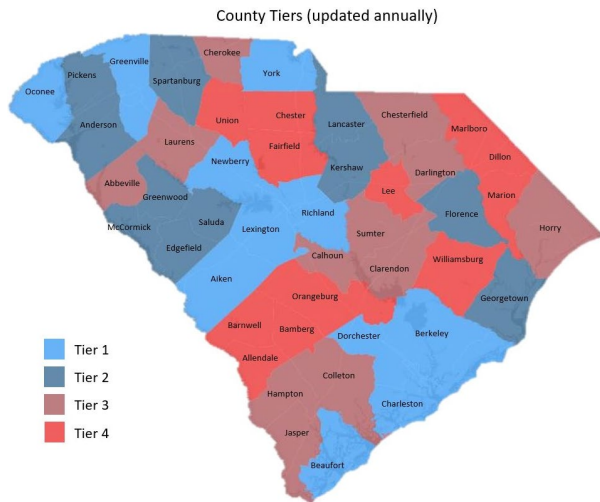 County Tiers (updated annually)
Cherokee
Greenville
York
Pickens
Spartanburg
Oconee
Chesterfield
Union
Chester
Lancaster
Anderson
Marlboro
Laurens
Fairfield
Dillon
Newberry
Kershaw
Darlington
Abbeville
Lee
Marion
Greenwood
Richland
Florence
Saluda
McCormick
Lexington
Sumter
Horry
Edgefield
Calhoun
Williamsburg
Clarendon
Aiken
Orangeburg
Georgetown
Barnwell
Bamberg
Dorchester
Berkeley
Allendale
Colleton
Hampton
Charleston
Jasper
Beaufort
Tier 1
Tier 2
Tier 3
Tier 4